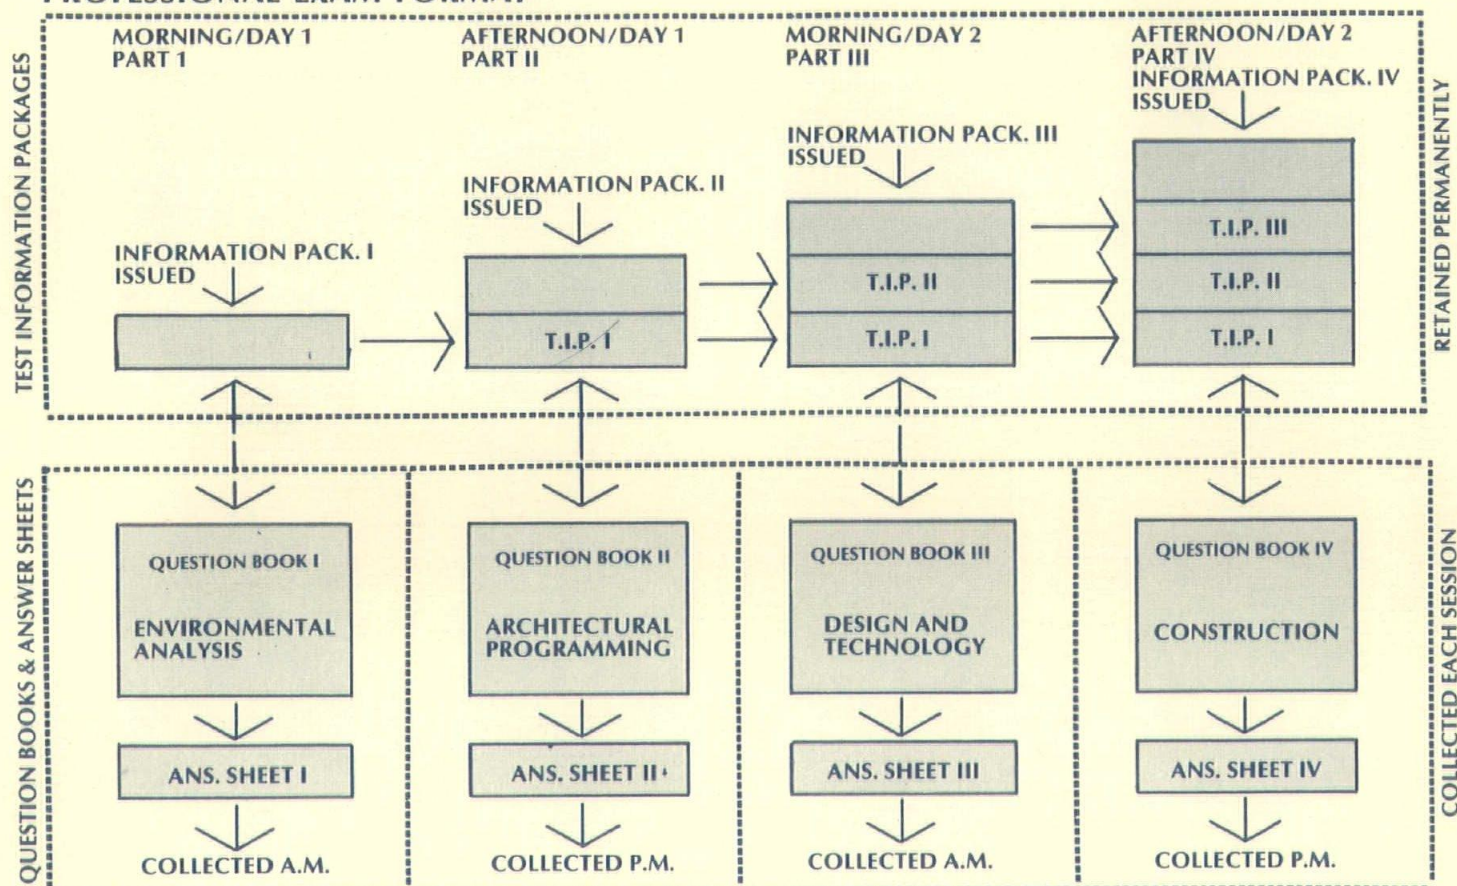 PROFESSIONAL EXAM FORMAT
TEST INFORMATION PACKAGES
MORNING/DAY 1
PART 1
AFTERNOON/DAY 1
PART II
MORNING/DAY 2
PART III
AFTERNOON/DAY 2
PART IV
INFORMATION PACK. IV
ISSUED
INFORMATION PACK. III
ISSUED
INFORMATION PACK. II
ISSUED
INFORMATION PACK. I
ISSUED
T.I.P. I
T.I.P. II
T.I.P. I
T.I.P. III
T.I.P. II
T.I.P. I
RETAINED PERMANENTLY
QUESTION BOOKS & ANSWER SHEETS
QUESTION BOOK I
ENVIRONMENTAL
ANALYSIS
ANS. SHEET I
COLLECTED A.M.
QUESTION BOOK II
ARCHITECTURAL
PROGRAMMING
ANS. SHEET II
COLLECTED P.M.
QUESTION BOOK III
DESIGN AND
TECHNOLOGY
ANS. SHEET III
COLLECTED A.M.
QUESTION BOOK IV
CONSTRUCTION
ANS. SHEET IV
COLLECTED P.M.
COLLECTED EACH SESSION